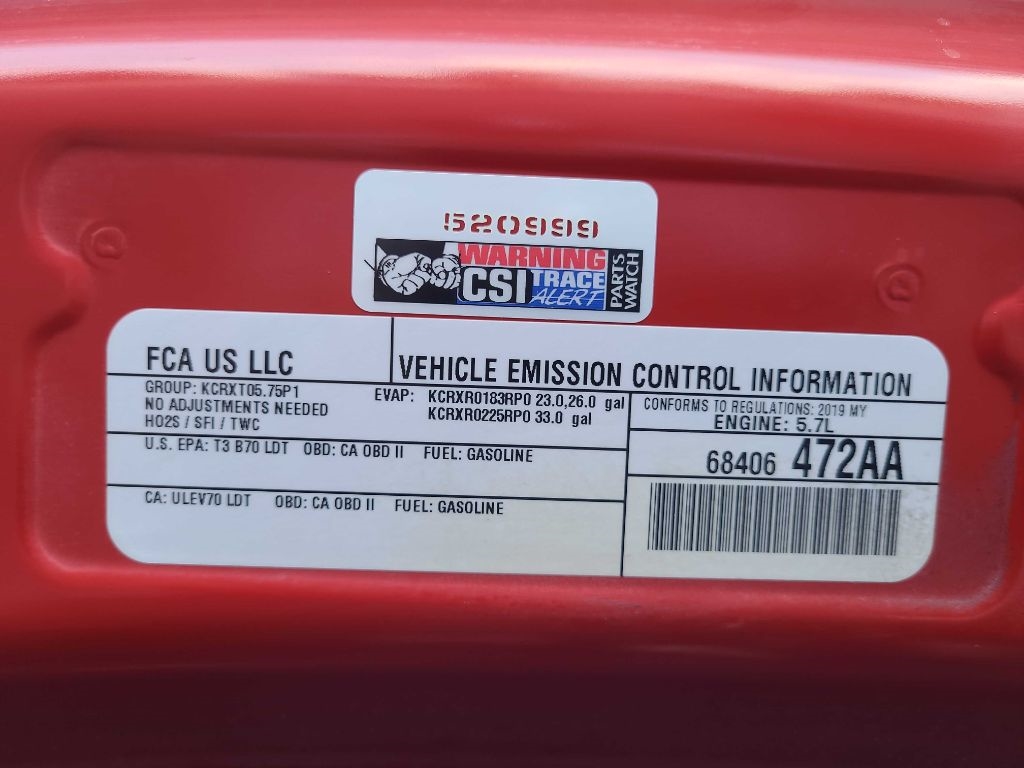 520999
WARNING
CSI TRACE
ALERT
PARTS WATCH
FCA US LLC
VEHICLE EMISSION CONTROL INFORMATION
GROUP: KCRXT05.75P1
NO ADJUSTMENTS NEEDED
HO2S / SFI / TWC
EVAP: KCRXR0183RP0 23.0,26.0 gal
KCRXR0225RP0 33.0 gal
CONFORMS TO REGULATIONS: 2019 MY
ENGINE: 5.7L
U.S. EPA: T3 B70 LDT OBD: CA OBD II FUEL: GASOLINE
68406 472AA
CA: ULEV70 LDT OBD: CA OBD II FUEL: GASOLINE